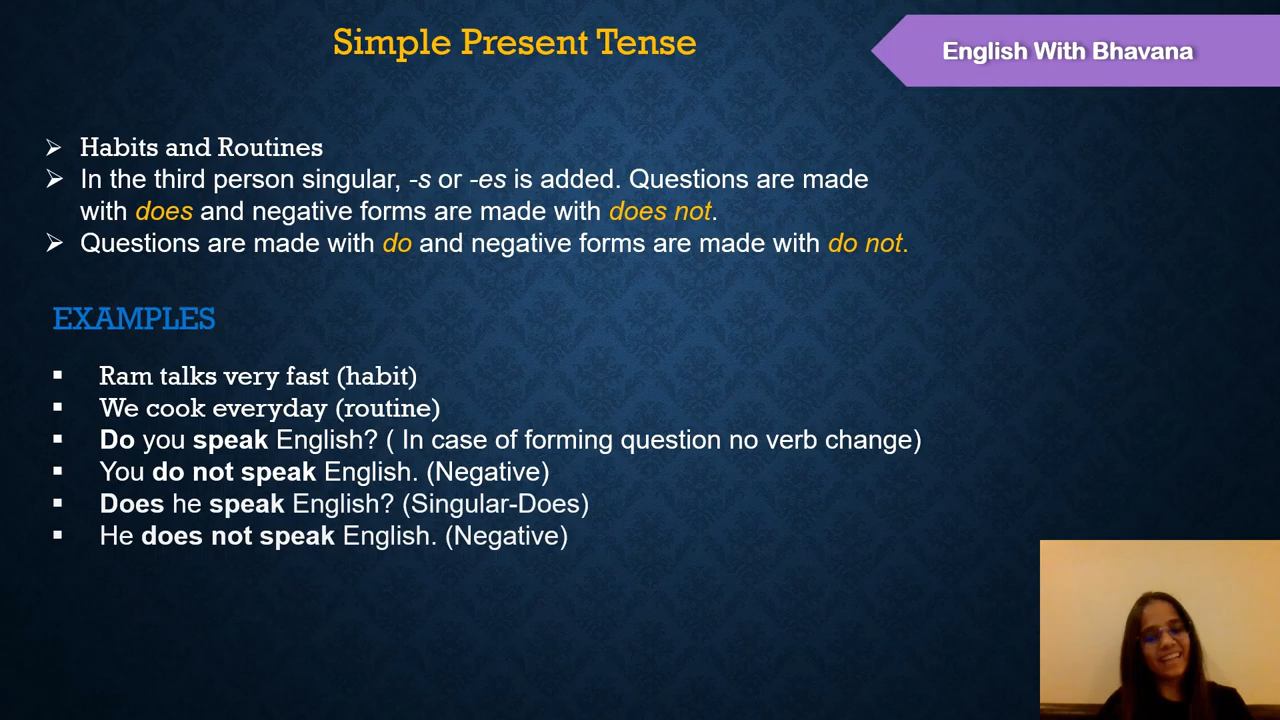 Simple Present Tense
English With Bhavana
➢ Habits and Routines
➢ In the third person singular, -s or -es is added. Questions are made
with does and negative forms are made with does not.
➢ Questions are made with do and negative forms are made with do not.
EXAMPLES
▪ Ram talks very fast (habit)
▪ We cook everyday (routine)
▪ Do you speak English? ( In case of forming question no verb change)
▪ You do not speak English. (Negative)
▪ Does he speak English? (Singular-Does)
▪ He does not speak English. (Negative)